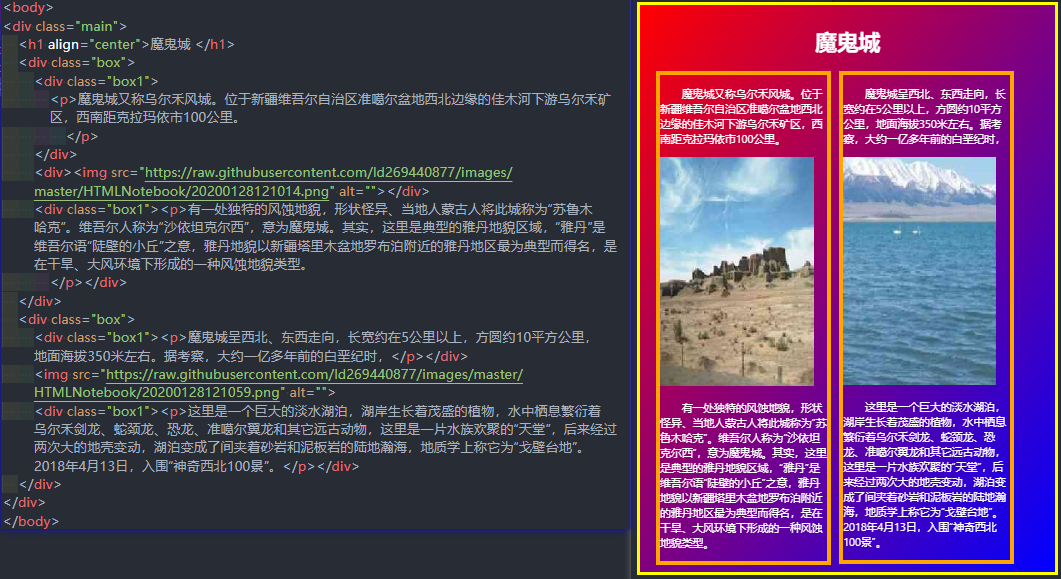 <body>
<div class="main">
<h1 align="center">魔鬼城 </h1>
<div class="box">
<div class="box1">
<p>魔鬼城又称乌尔禾风城。位于新疆维吾尔自治区准噶尔盆地西北边缘的佳木河下游乌尔禾矿
区，西南距克拉玛依市100公里。
</p>
</div>
<div><img src="https://raw.githubusercontent.com/ld269440877/images/
master/HTMLNotebook/20200128121014.png" alt=""></div>
<div class="box1"><p>有一处独特的风蚀地貌，形状怪异、当地人蒙古人将此城称为“苏鲁木
哈克”。维吾尔人称为“沙依坦克尔西”，意为魔鬼城。其实，这里是典型的雅丹地貌区域，“雅丹”是
维吾尔语“陡壁的小丘”之意，雅丹地貌以新疆塔里木盆地罗布泊附近的雅丹地区最为典型而得名，是
在干旱、大风环境下形成的一种风蚀地貌类型。
</p></div>
</div>
<div class="box">
<div class="box1"><p>魔鬼城呈西北、东西走向，长宽约在5公里以上，方圆约10平方公里，
地面海拔350米左右。据考察，大约一亿多年前的白垩纪时，</p></div>
<img src="https://raw.githubusercontent.com/ld269440877/images/master/
HTMLNotebook/20200128121059.png" alt="">
<div class="box1"><p>这里是一个巨大的淡水湖泊，湖岸生长着茂盛的植物，水中栖息繁衍着
乌尔禾剑龙、蛇颈龙、恐龙、准噶尔翼龙和其它远古动物，这里是一片水族欢聚的“天堂”，后来经过
两次大的地壳变动，湖泊变成了间夹着砂岩和泥板岩的陆地瀚海，地质学上称它为“戈壁台地”。
2018年4月13日，入围“神奇西北100景”。</p></div>
</div>
</div>
</body>
魔鬼城
魔鬼城又称乌尔禾风城。位于
新疆维吾尔自治区准噶尔盆地西北
边缘的佳木河下游乌尔禾矿区，西
南距克拉玛依市100公里。
有一处独特的风蚀地貌，形状
怪异、当地人蒙古人将此城称为“苏
鲁木哈克”。维吾尔人称为“沙依坦
克尔西”，意为魔鬼城。其实，这里
是典型的雅丹地貌区域，“雅丹”是
维吾尔语“陡壁的小丘”之意，雅丹
地貌以新疆塔里木盆地罗布泊附近
的雅丹地区最为典型而得名，是在
干旱、大风环境下形成的一种风蚀
地貌类型。
魔鬼城呈西北、东西走向，长
宽约在5公里以上，方圆约10平方
公里，地面海拔350米左右。据考
察，大约一亿多年前的白垩纪时，
这里是一个巨大的淡水湖泊，
湖岸生长着茂盛的植物，水中栖息
繁衍着乌尔禾剑龙、蛇颈龙、恐
龙、准噶尔翼龙和其它远古动物，
这里是一片水族欢聚的“天堂”，后
来经过两次大的地壳变动，湖泊变
成了间夹着砂岩和泥板岩的陆地瀚
海，地质学上称它为“戈壁台地”。
2018年4月13日，入围“神奇西北
100景”。